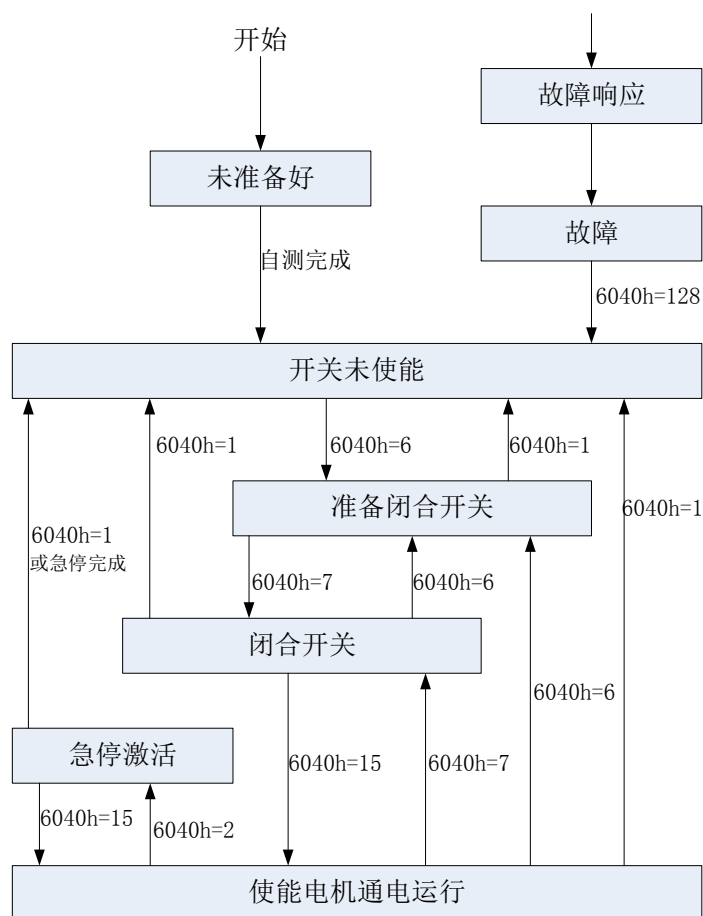 开始
故障响应
未准备好
故障
自测完成
6040h=128
开关未使能
6040h=1
6040h=6
6040h=1
准备闭合开关
6040h=1
6040h=1
或急停完成
6040h=7
6040h=6
闭合开关
6040h=6
急停激活
6040h=15
6040h=7
6040h=15
6040h=2
使能电机通电运行